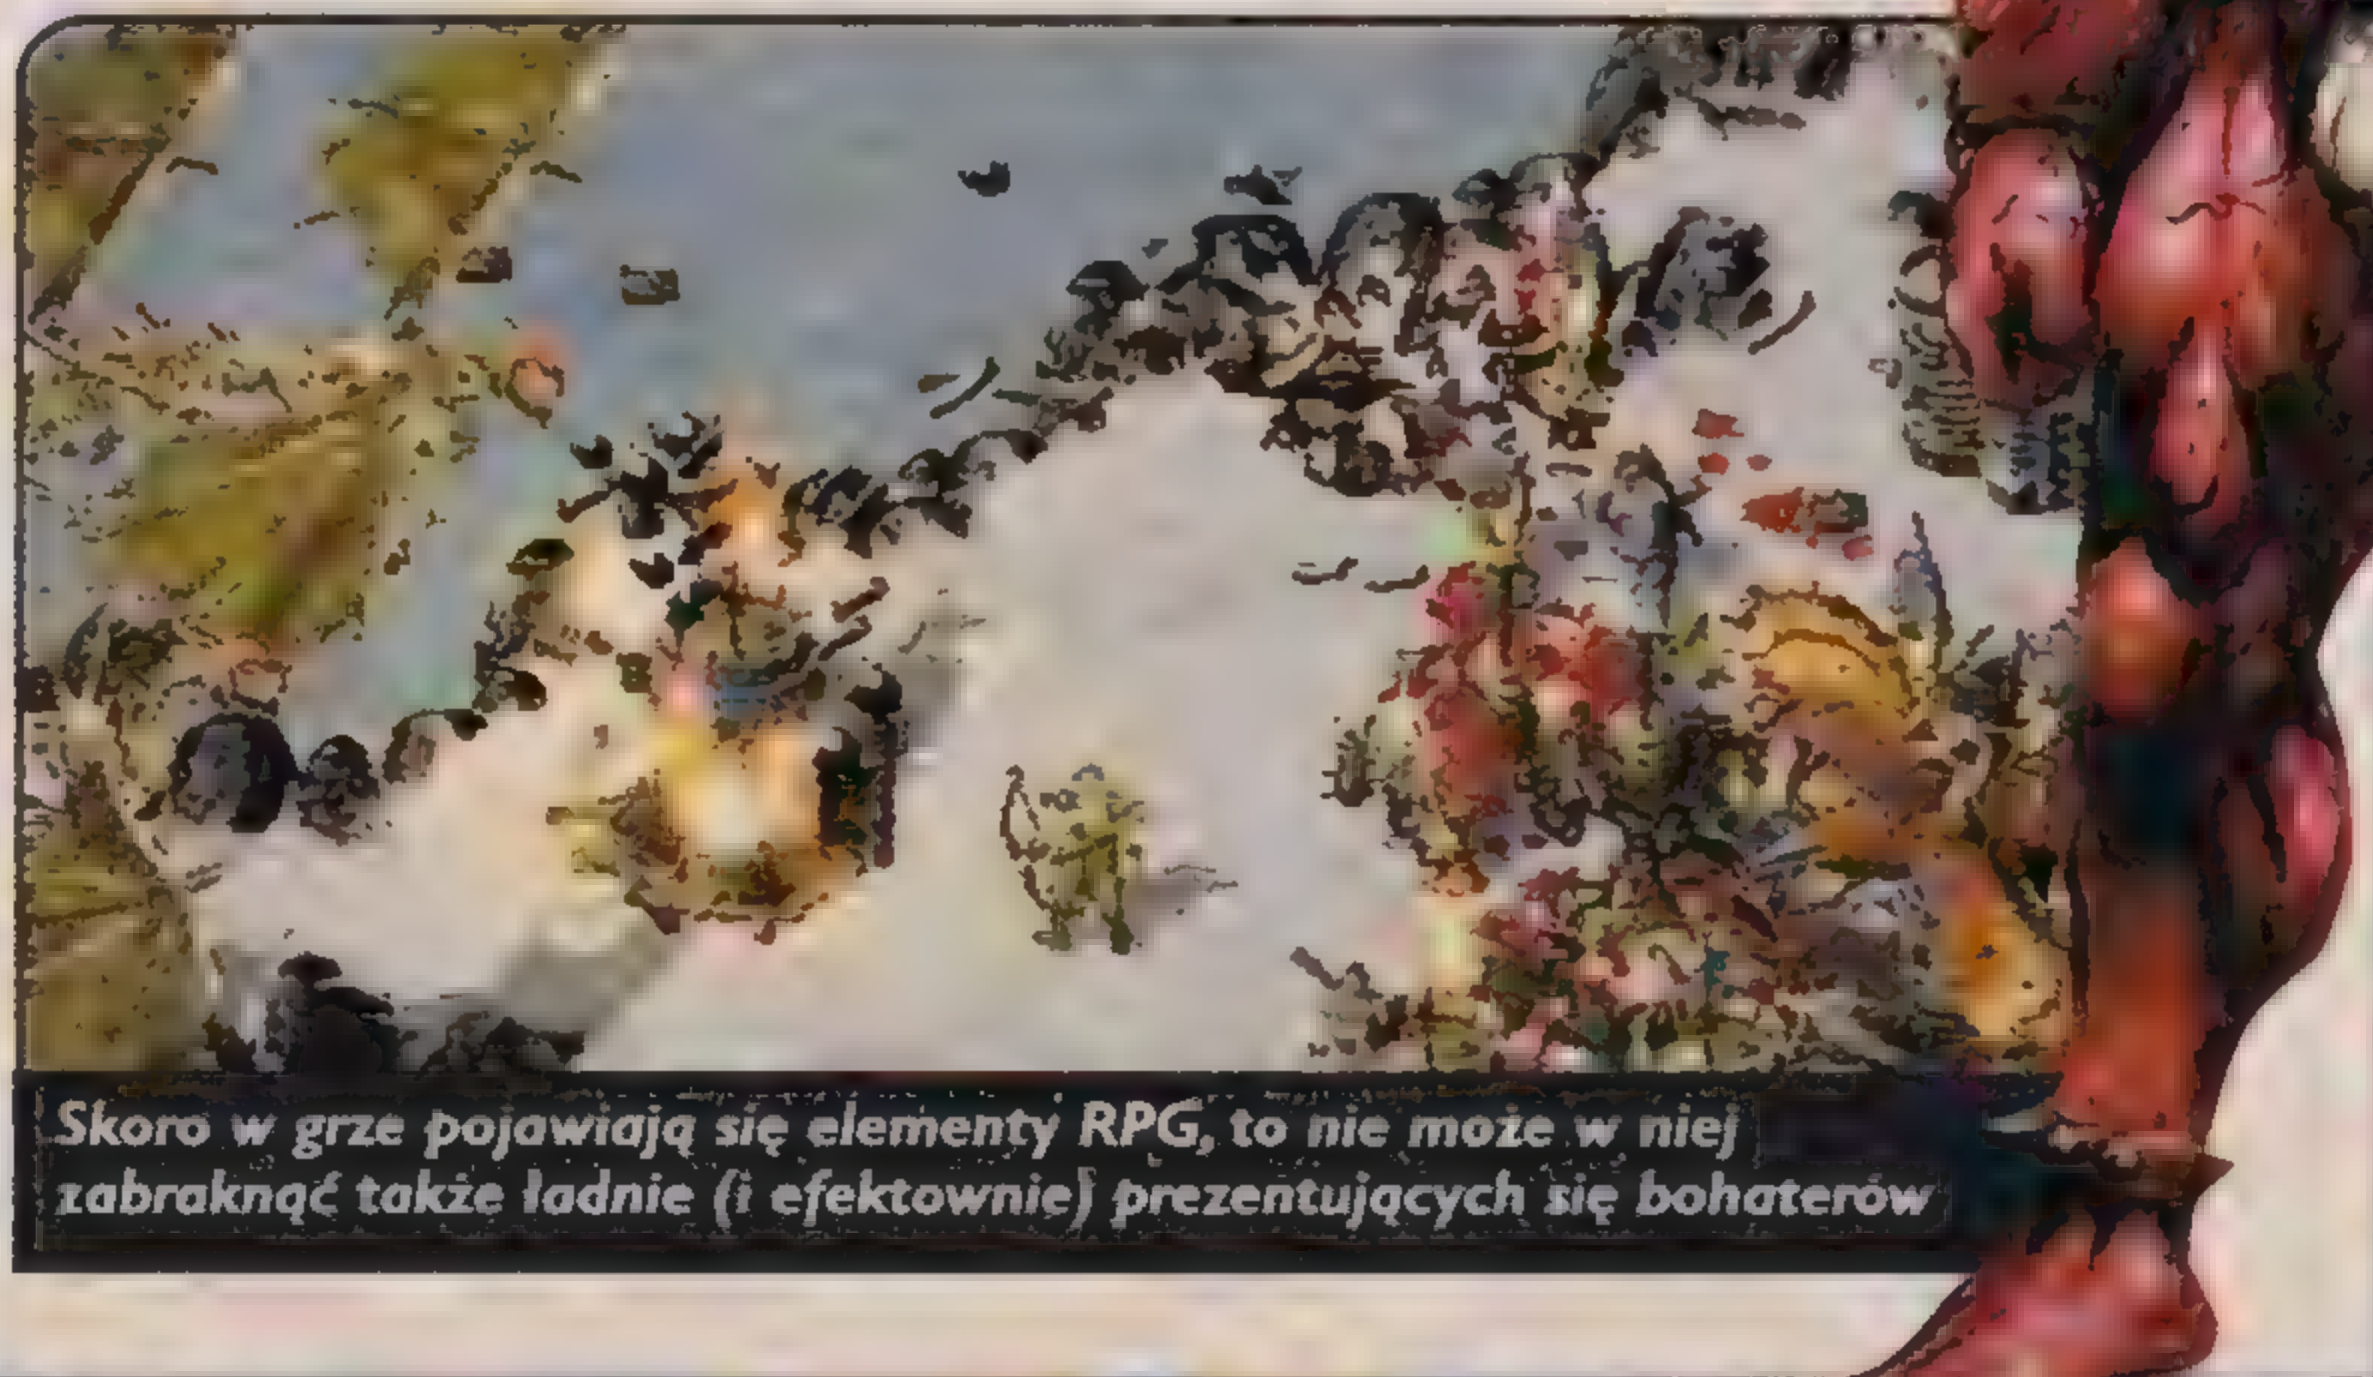 Skoro w grze pojawiają się elementy RPG, to nie może w niej
zabraknąć także ładnie (i efektownie) prezentujących się bohaterów